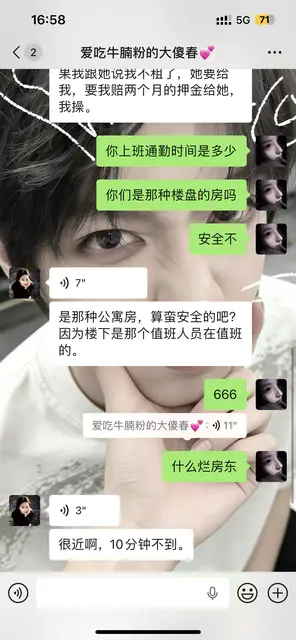 16:58
5G
71
2
爱吃牛腩粉的大傻春💕
果我跟她说我不租了，她要给
我，要我赔两个月的押金给她，
我操。
你上班通勤时间是多少
你们是那种楼盘的房吗
安全不
7"
是那种公寓房，算蛮安全的吧？
因为楼下是那个值班人员在值班
的。
666
爱吃牛腩粉的大傻春💕：11"
什么烂房东
3"
很近啊，10分钟不到。